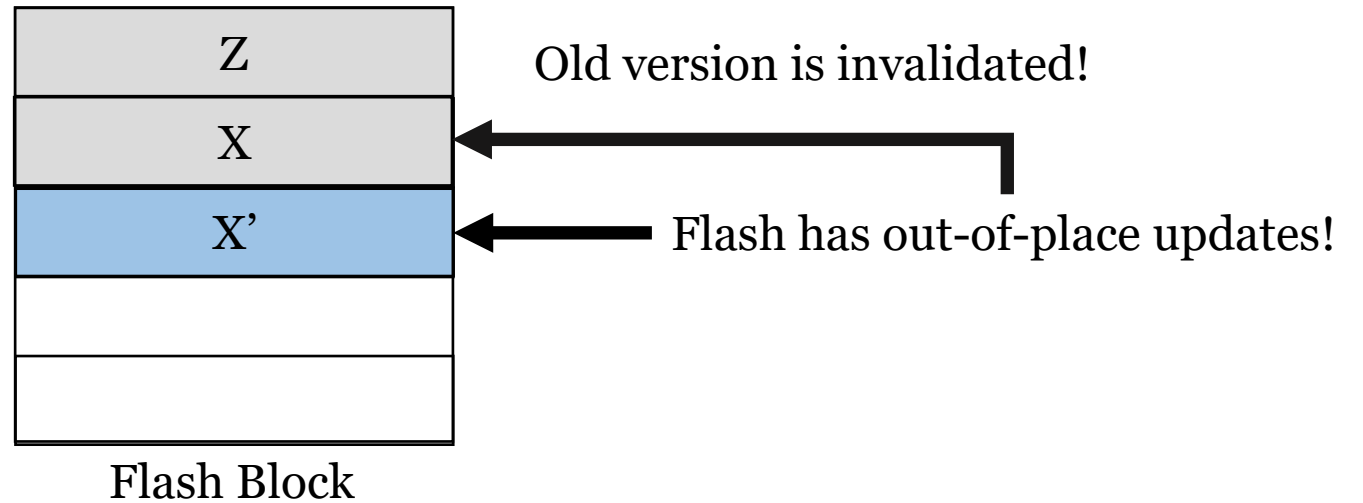 Z
Old version is invalidated!
X
X’
Flash has out-of-place updates!
Flash Block